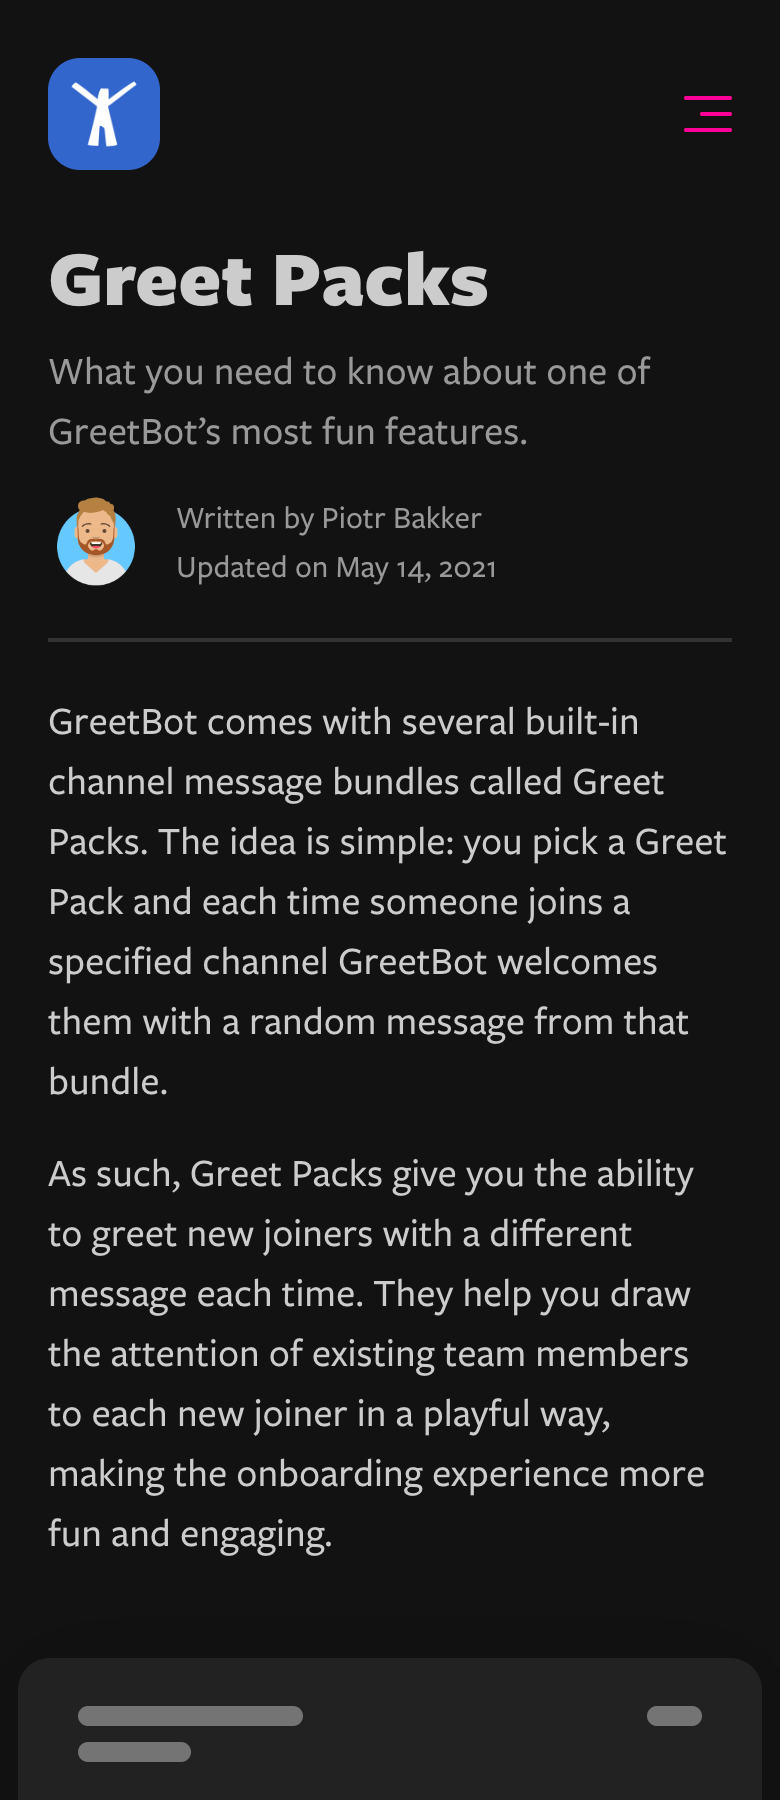 Greet Packs
What you need to know about one of
GreetBot’s most fun features.
Written by Piotr Bakker
Updated on May 14, 2021
GreetBot comes with several built-in
channel message bundles called Greet
Packs. The idea is simple: you pick a Greet
Pack and each time someone joins a
specified channel GreetBot welcomes
them with a random message from that
bundle.
As such, Greet Packs give you the ability
to greet new joiners with a different
message each time. They help you draw
the attention of existing team members
to each new joiner in a playful way,
making the onboarding experience more
fun and engaging.